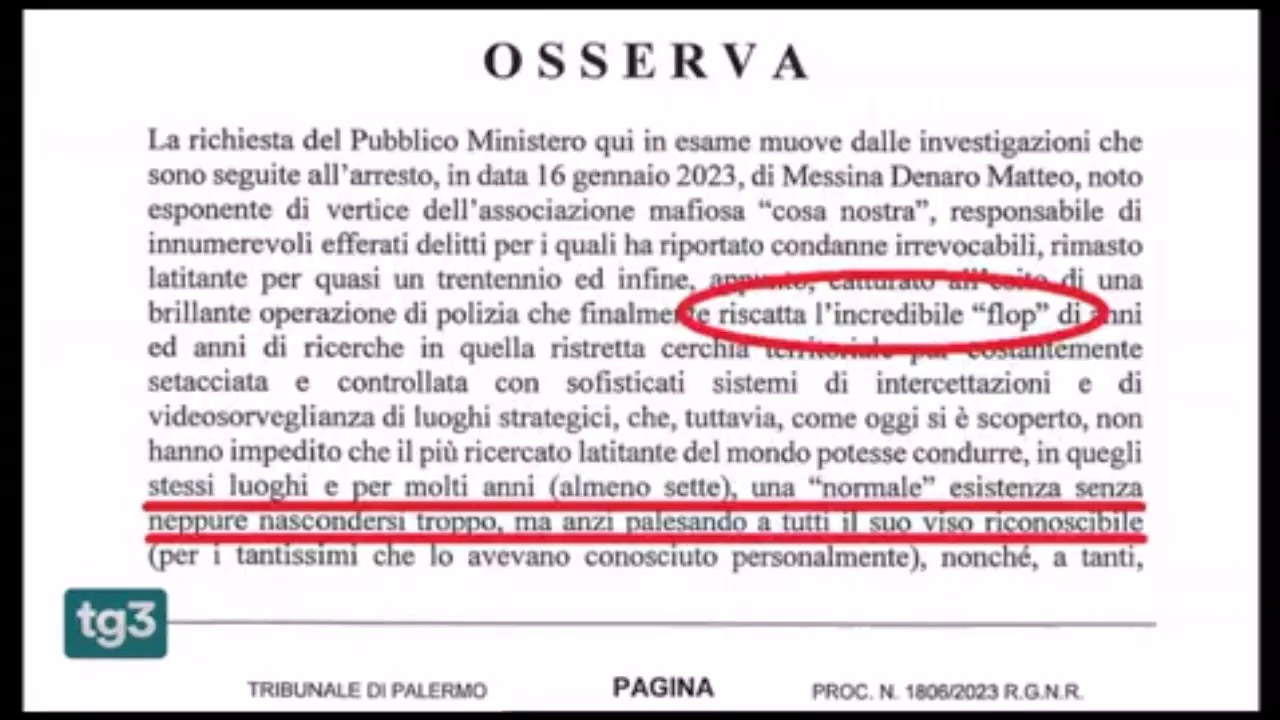 OSSERVA
La richiesta del Pubblico Ministero qui in esame muove dalle investigazioni che
sono seguite all'arresto, in data 16 gennaio 2023, di Messina Denaro Matteo, noto
esponente di vertice dell'associazione mafiosa "cosa nostra", responsabile di
innumerevoli efferati delitti per i quali ha riportato condanne irrevocabili, rimasto
latitante per quasi un trentennio ed infine, appunto, catturato all'esito di una
brillante operazione di polizia che finalmente riscatta l'incredibile "flop" di anni
ed anni di ricerche in quella ristretta cerchia territoriale pur costantemente
setacciata e controllata con sofisticati sistemi di intercettazioni e di
videosorveglianza di luoghi strategici, che, tuttavia, come oggi si è scoperto, non
hanno impedito che il più ricercato latitante del mondo potesse condurre, in quegli
stessi luoghi e per molti anni (almeno sette), una "normale" esistenza senza
neppure nascondersi troppo, ma anzi palesando a tutti il suo viso riconoscibile
(per i tantissimi che lo avevano conosciuto personalmente), nonché, a tanti,
tg3
TRIBUNALE DI PALERMO PAGINA PROC. N. 1806/2023 R.G.N.R.